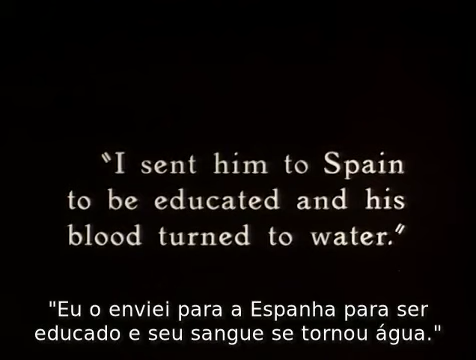 "I sent him to Spain
to be educated and his
blood turned to water."
"Eu o enviei para a Espanha para ser
educado e seu sangue se tornou água."